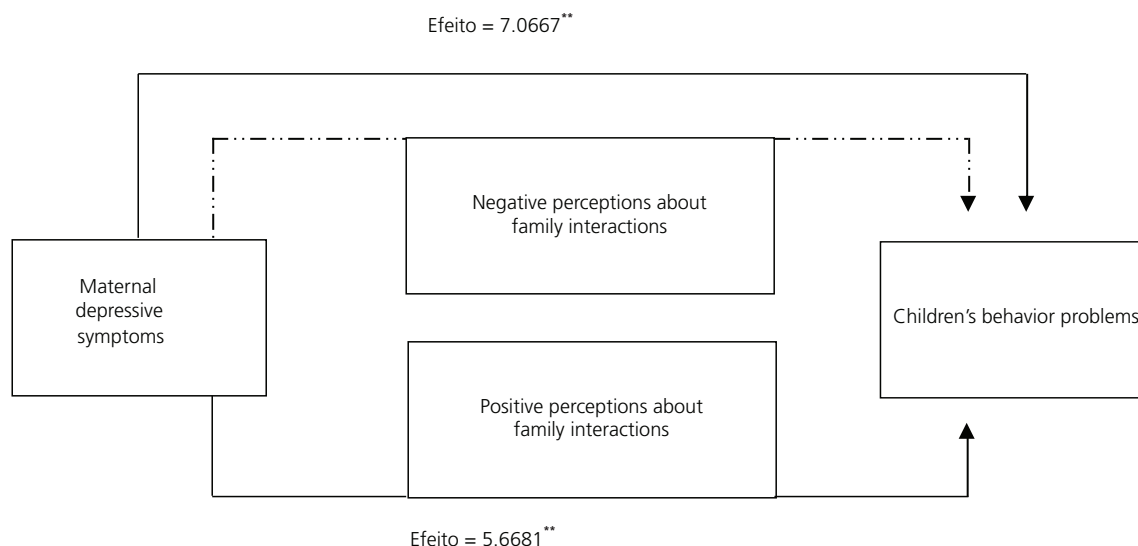 Efeito = 7.0667**
Negative perceptions about
family interactions
Maternal
depressive
symptoms
Children's behavior problems
Positive perceptions about
family interactions
Efeito = 5.6681**